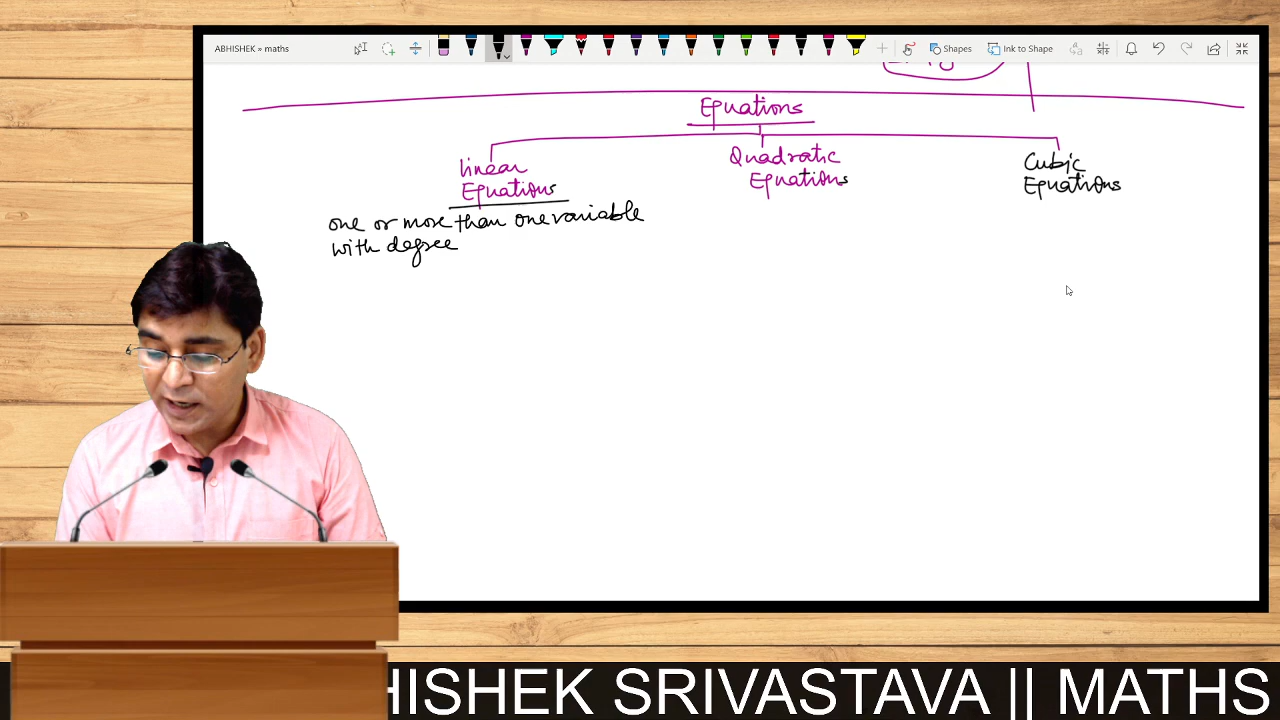 ABHISHEK » maths
Shapes
Ink to Shape
Equations
Linear
Equations
Quadratic
Equations
Cubic
Equations
one or more than one variable
with degree
HISHEK SRIVASTAVA || MATHS